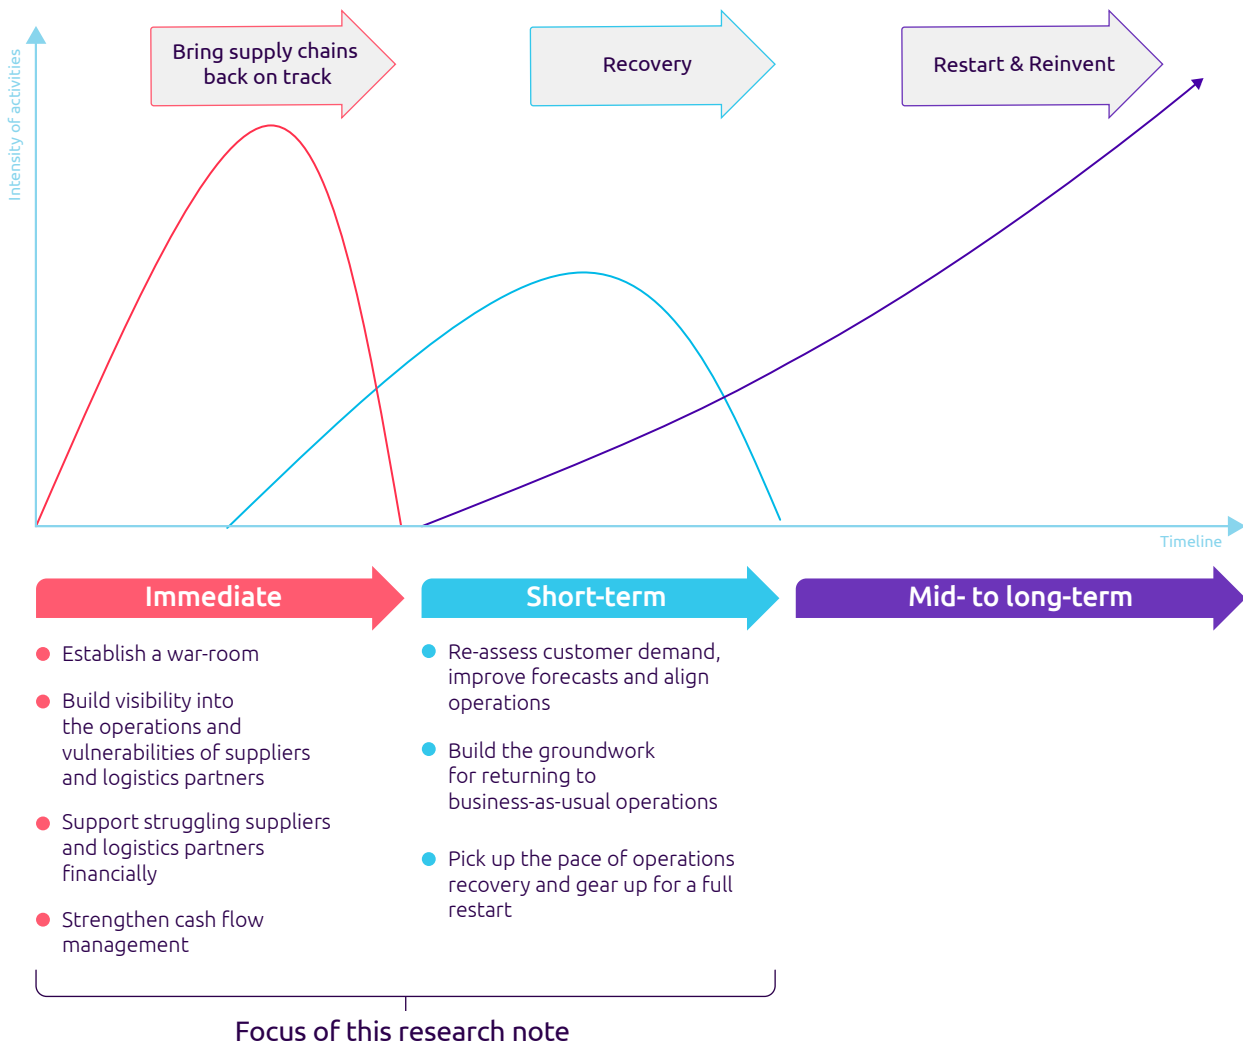 Intensity of activities
Bring supply chains
back on track
Recovery
Restart & Reinvent
Timeline
Immediate
Short-term
Mid- to long-term
Establish a war-room
Build visibility into
the operations and
vulnerabilities of suppliers
and logistics partners
Support struggling suppliers
and logistics partners
financially
Strengthen cash flow
management
Re-assess customer demand,
improve forecasts and align
operations
Build the groundwork
for returning to
business-as-usual operations
Pick up the pace of operations
recovery and gear up for a full
restart
Focus of this research note